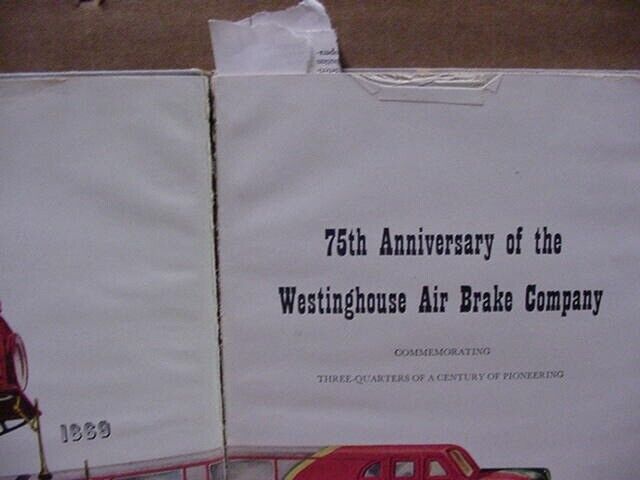 75th Anniversary of the
Westinghouse Air Brake Company
COMMEMORATING
THREE-QUARTERS OF A CENTURY OF PIONEERING
1869